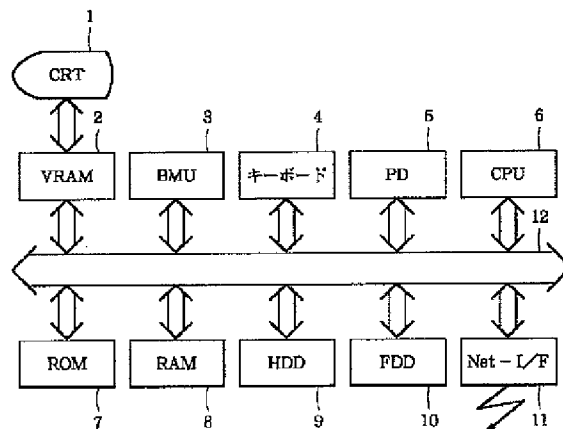 1
CRT
2 3 4 5 6
VRAM BMU キーボード PD CPU
12
ROM RAM HDD FDD Net-I/F
7 8 9 10 11